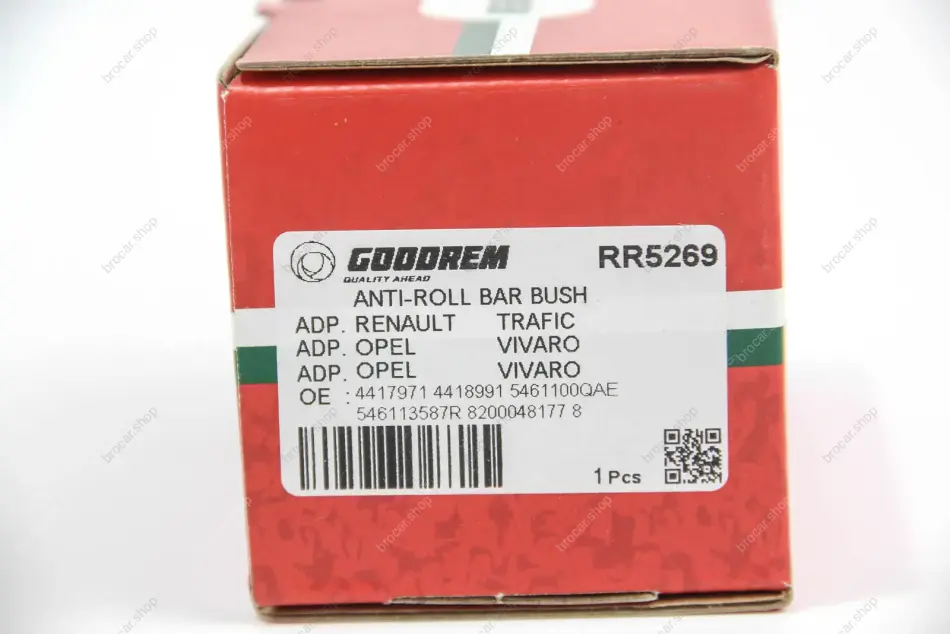 GOODREM
QUALITY AHEAD
RR5269
ANTI-ROLL BAR BUSH
ADP. RENAULT TRAFIC
ADP. OPEL VIVARO
ADP. OPEL VIVARO
OE : 4417971 4418991 5461100QAE
546113587R 8200048177 8
1 Pcs
brocar.shop